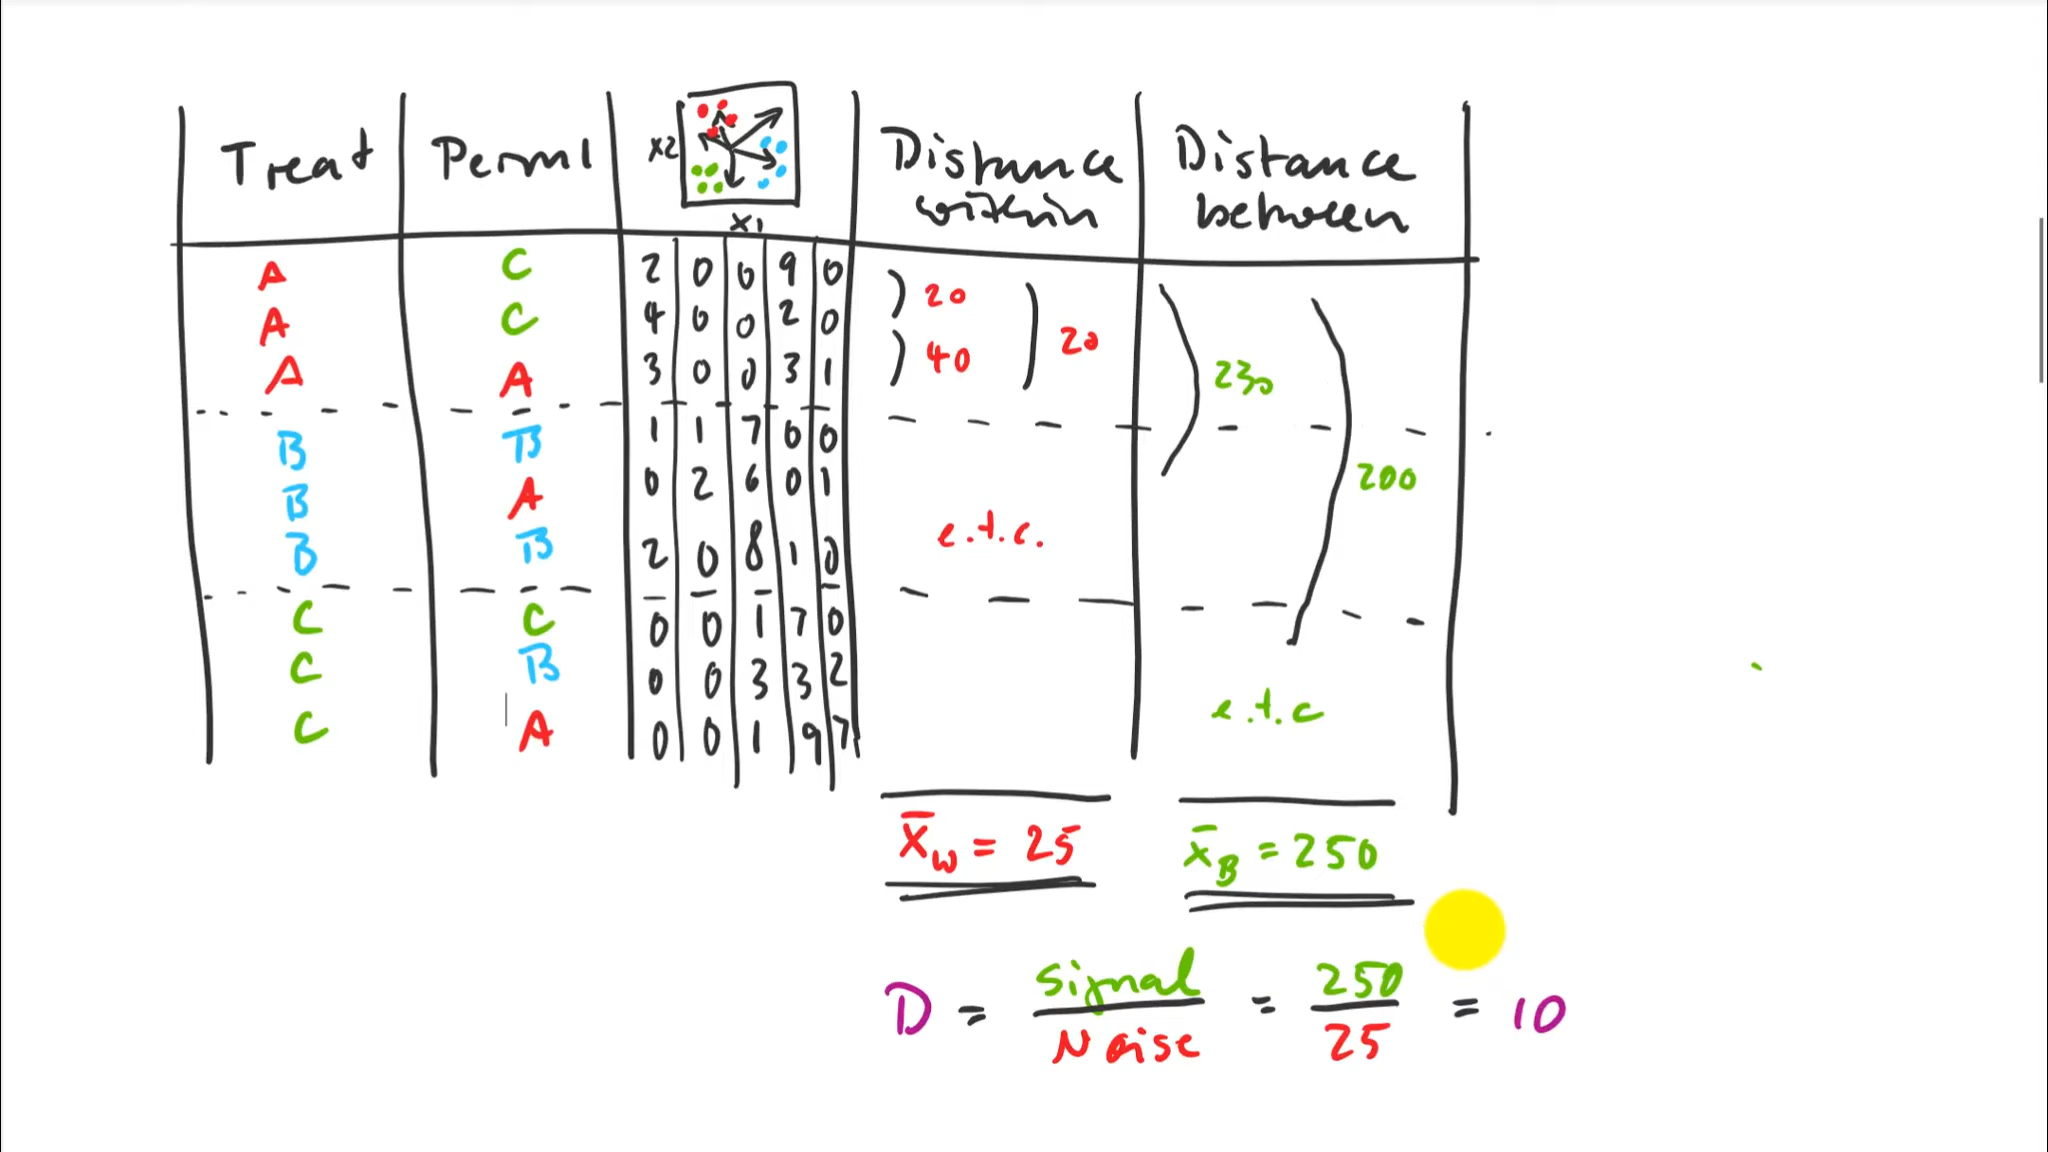 Treat Perm1 x2 x1 Distance within Distance between
A C 2 0 0 9 0
A C 4 0 0 2 0
A A 3 0 0 3 1
20
40
20
230
B B 1 1 7 0 0
B A 0 2 6 0 1
200
B B 2 0 8 1 0
e.t.c.
C C 0 0 1 7 0
C B 0 0 3 3 2
C A 0 0 1 9 7
e.t.c
X̄w = 25 x̄B = 250
D = Signal / Noise = 250 / 25 = 10